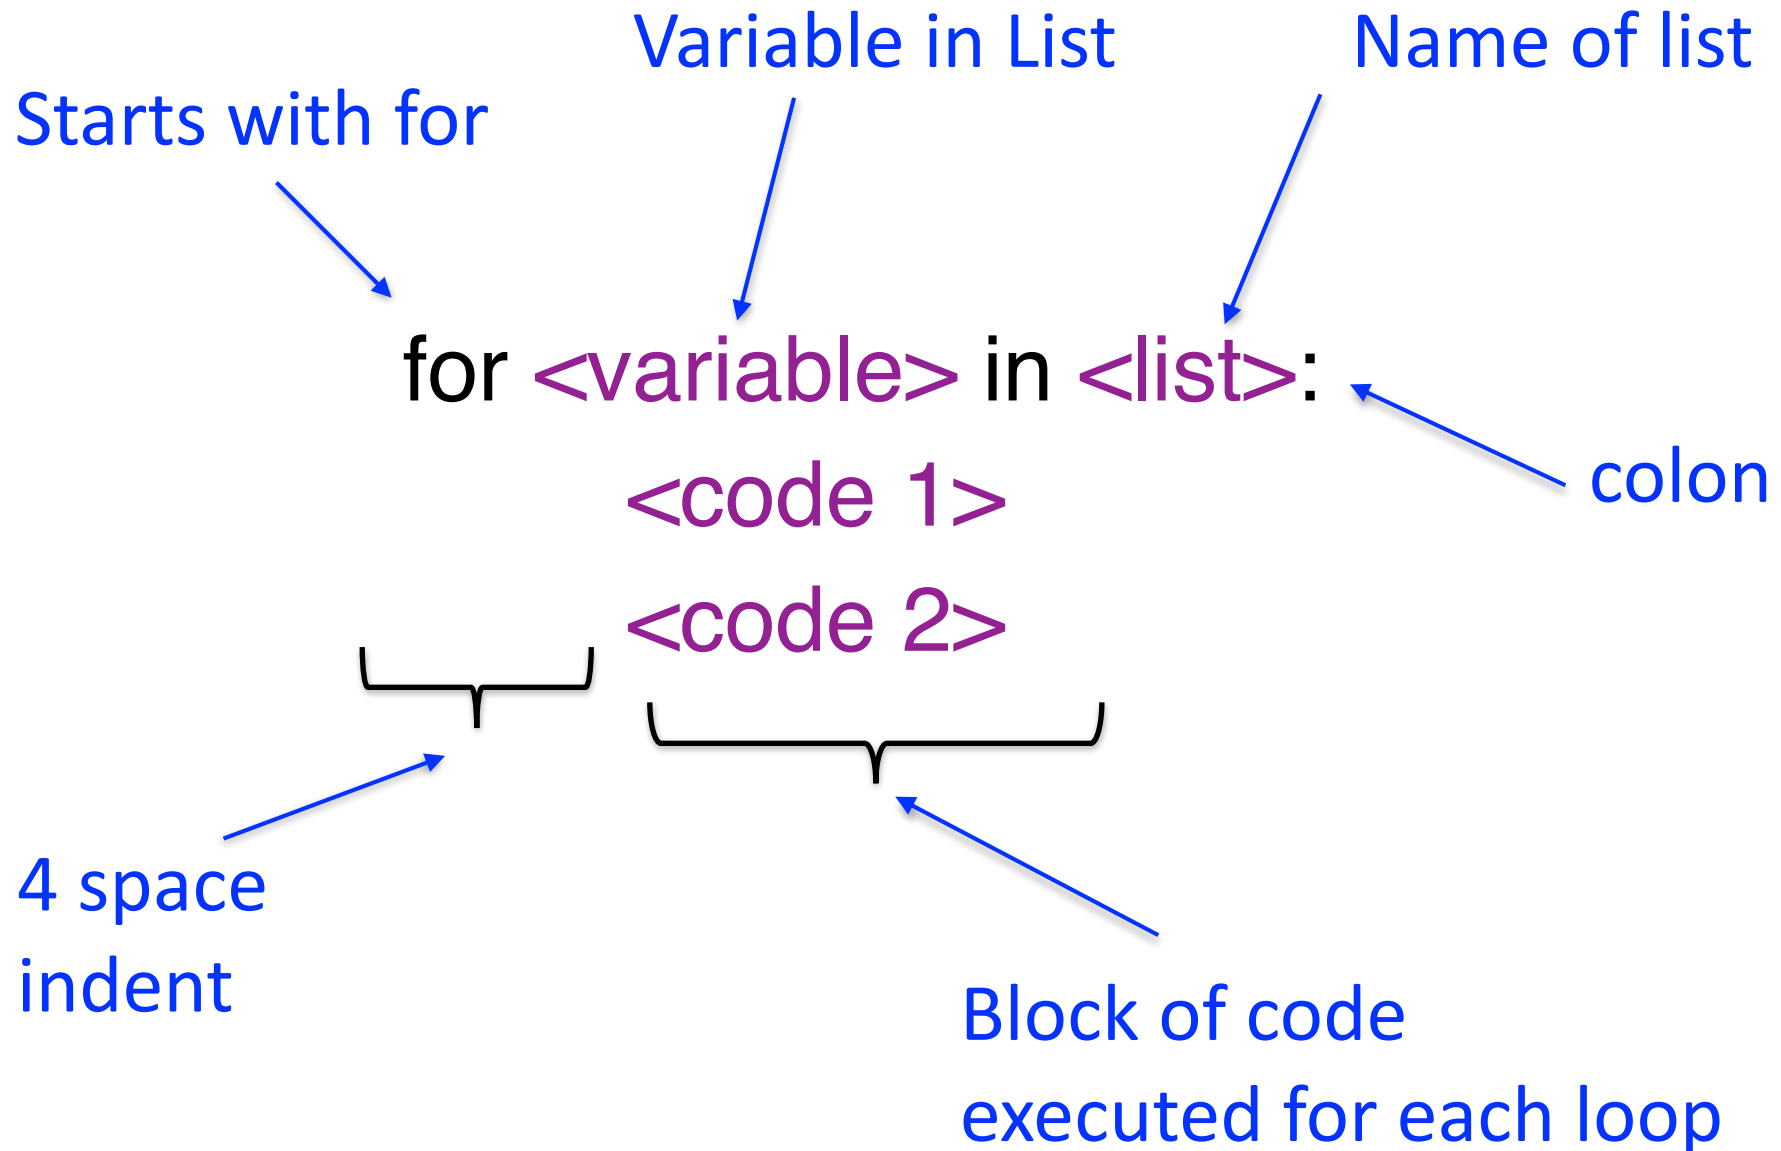 Variable in List
Name of list
Starts with for
for <variable> in <list>:
colon
<code 1>
<code 2>
4 space
indent
Block of code
executed for each loop